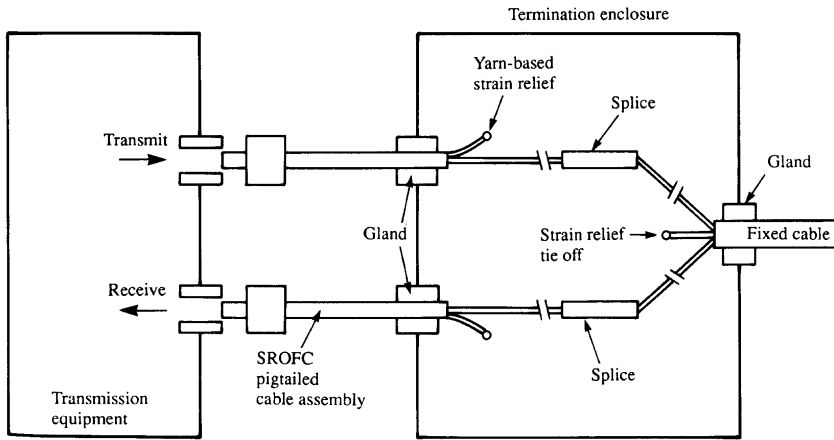 Termination enclosure
Yarn-based
strain relief
Splice
Transmit
Gland
Gland
Strain relief
tie off
Fixed cable
Receive
SROFC
pigtailed
cable assembly
Splice
Transmission
equipment